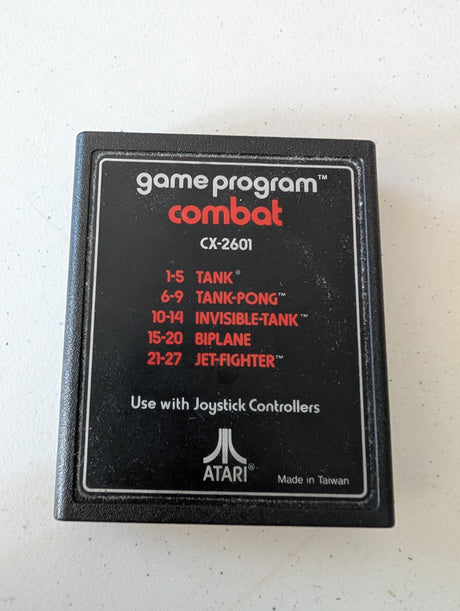 game program™
combat
CX-2601
1-5 TANK®
6-9 TANK-PONG™
10-14 INVISIBLE-TANK™
15-20 BIPLANE
21-27 JET-FIGHTER™
Use with Joystick Controllers
ATARI®
Made in Taiwan